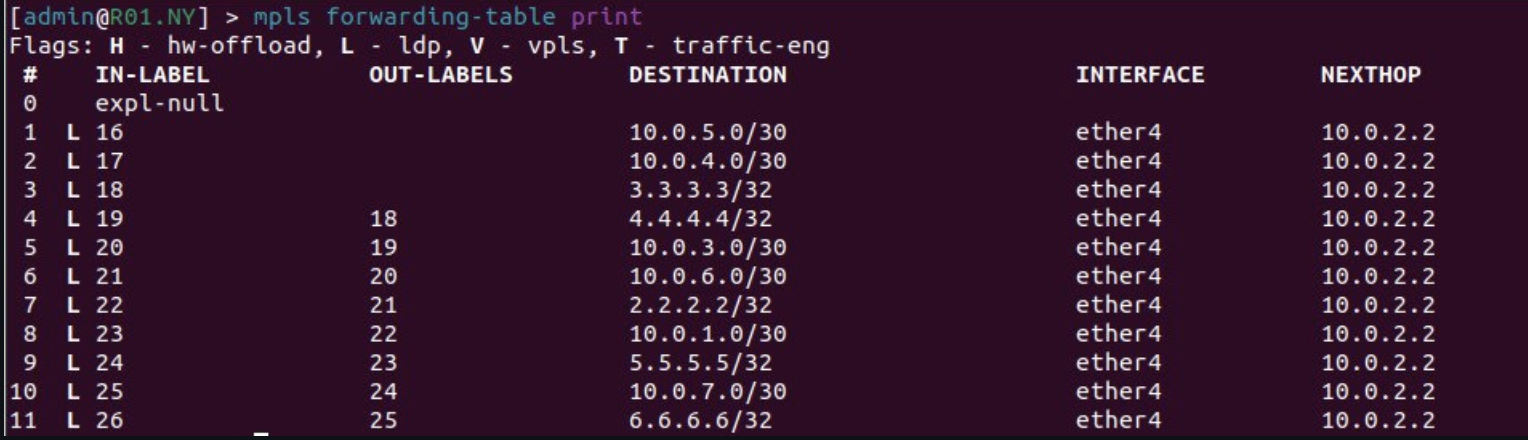 [admin@R01.NY] > mpls forwarding-table print
Flags: H - hw-offload, L - ldp, V - vpls, T - traffic-eng
#     IN-LABEL          OUT-LABELS        DESTINATION                    INTERFACE        NEXTHOP
0     expl-null
1   L 16                                  10.0.5.0/30                    ether4           10.0.2.2
2   L 17                                  10.0.4.0/30                    ether4           10.0.2.2
3   L 18                                  3.3.3.3/32                     ether4           10.0.2.2
4   L 19                18                4.4.4.4/32                     ether4           10.0.2.2
5   L 20                19                10.0.3.0/30                    ether4           10.0.2.2
6   L 21                20                10.0.6.0/30                    ether4           10.0.2.2
7   L 22                21                2.2.2.2/32                     ether4           10.0.2.2
8   L 23                22                10.0.1.0/30                    ether4           10.0.2.2
9   L 24                23                5.5.5.5/32                     ether4           10.0.2.2
10  L 25                24                10.0.7.0/30                    ether4           10.0.2.2
11  L 26                25                6.6.6.6/32                     ether4           10.0.2.2